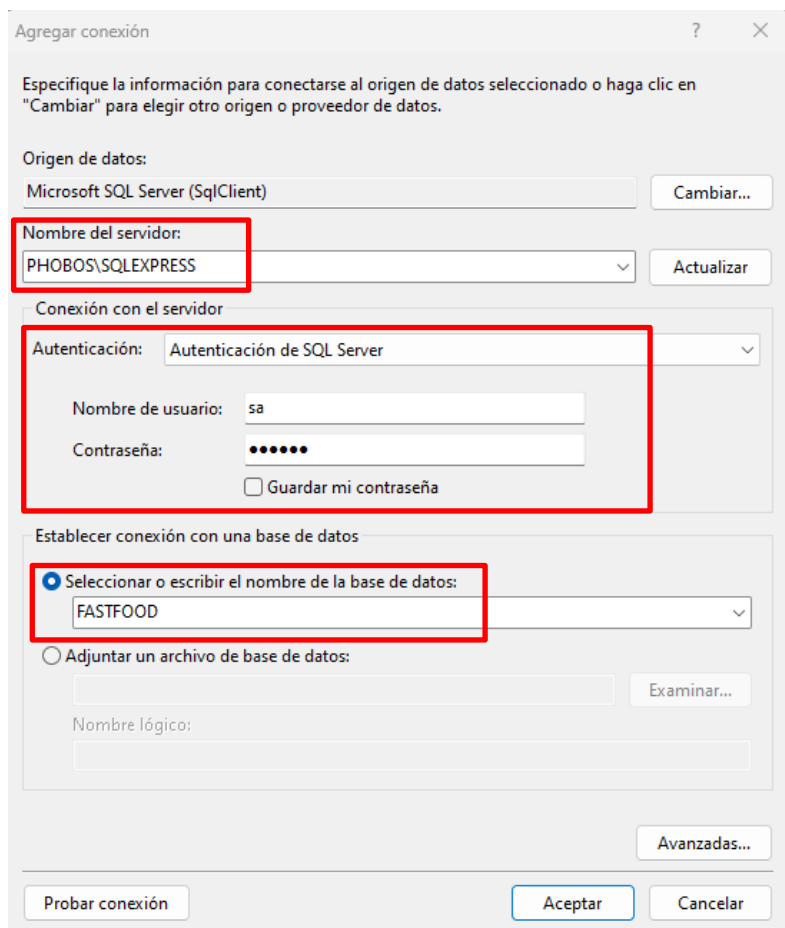 Agregar conexión
Especifique la información para conectarse al origen de datos seleccionado o haga clic en
"Cambiar" para elegir otro origen o proveedor de datos.
Origen de datos:
Microsoft SQL Server (SqlClient)
Cambiar...
Nombre del servidor:
PHOBOS\SQLEXPRESS
Actualizar
Conexión con el servidor
Autenticación: Autenticación de SQL Server
Nombre de usuario: sa
Contraseña: ●●●●●●
Guardar mi contraseña
Establecer conexión con una base de datos
Seleccionar o escribir el nombre de la base de datos:
FASTFOOD
Adjuntar un archivo de base de datos:
Examinar...
Nombre lógico:
Avanzadas...
Probar conexión Aceptar Cancelar